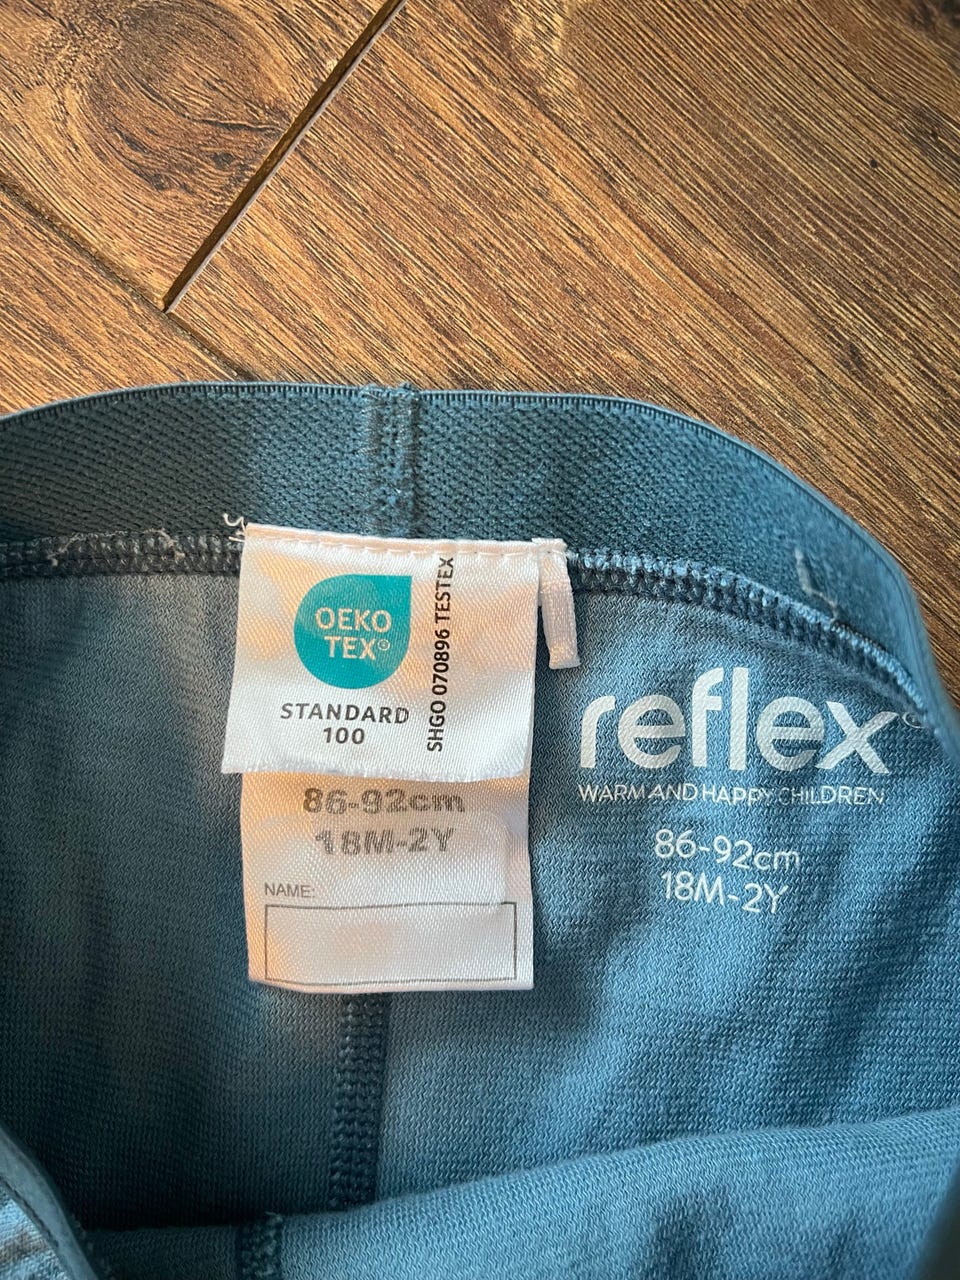 OEKO
TEX®
STANDARD
100
SHGO 070896 TESTEX
86-92cm
18M-2Y
NAME:
reflex®
WARM AND HAPPY CHILDREN
86-92cm
18M-2Y